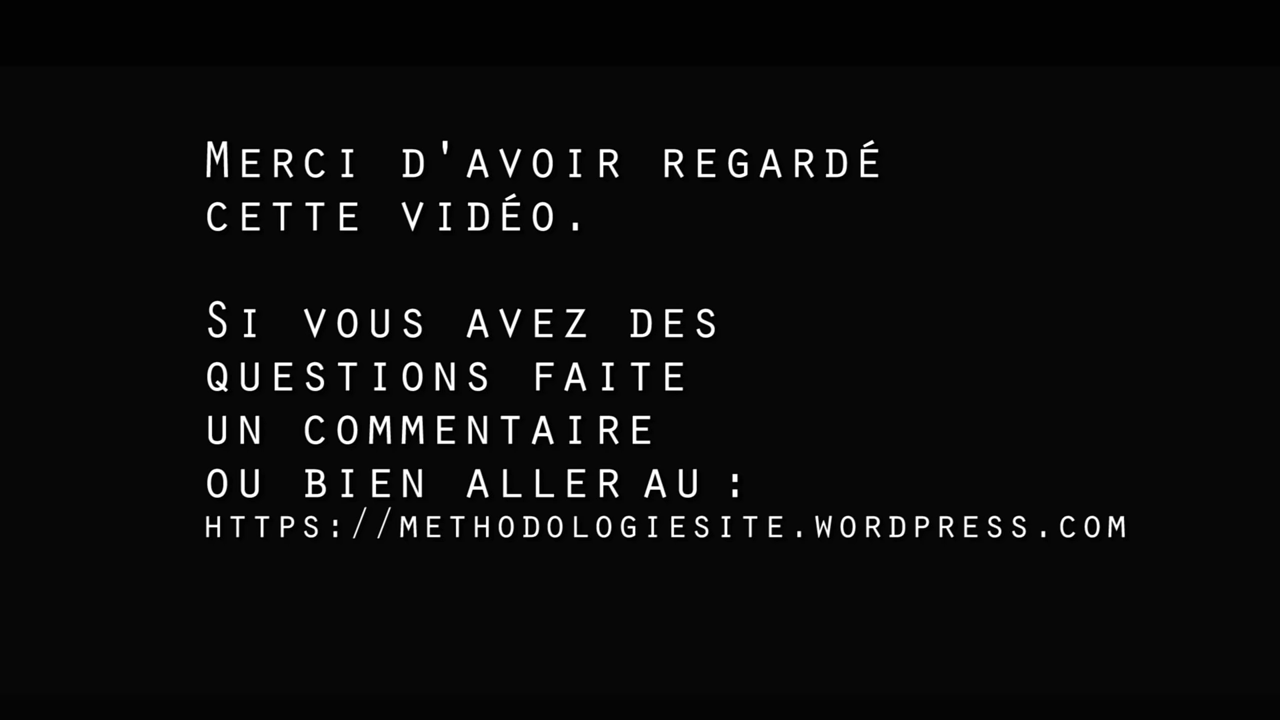 Merci d'avoir regardé
cette vidéo.
Si vous avez des
questions faite
un commentaire
ou bien aller au :
https://methodologiesite.wordpress.com